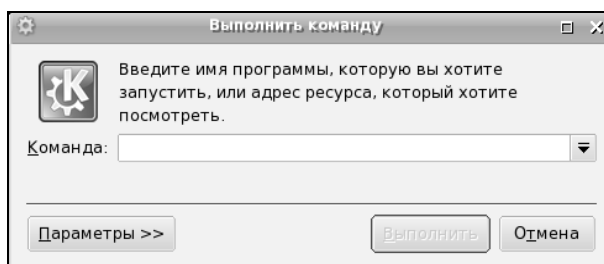 Выполнить команду
Введите имя программы, которую вы хотите
запустить, или адрес ресурса, который хотите
посмотреть.
Команда:
Параметры >> Выполнить Отмена